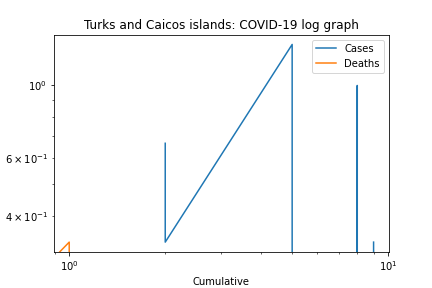 Turks and Caicos islands: COVID-19 log graph
Cases
Deaths
10⁰
6 × 10⁻¹
4 × 10⁻¹
10⁰
10¹
Cumulative